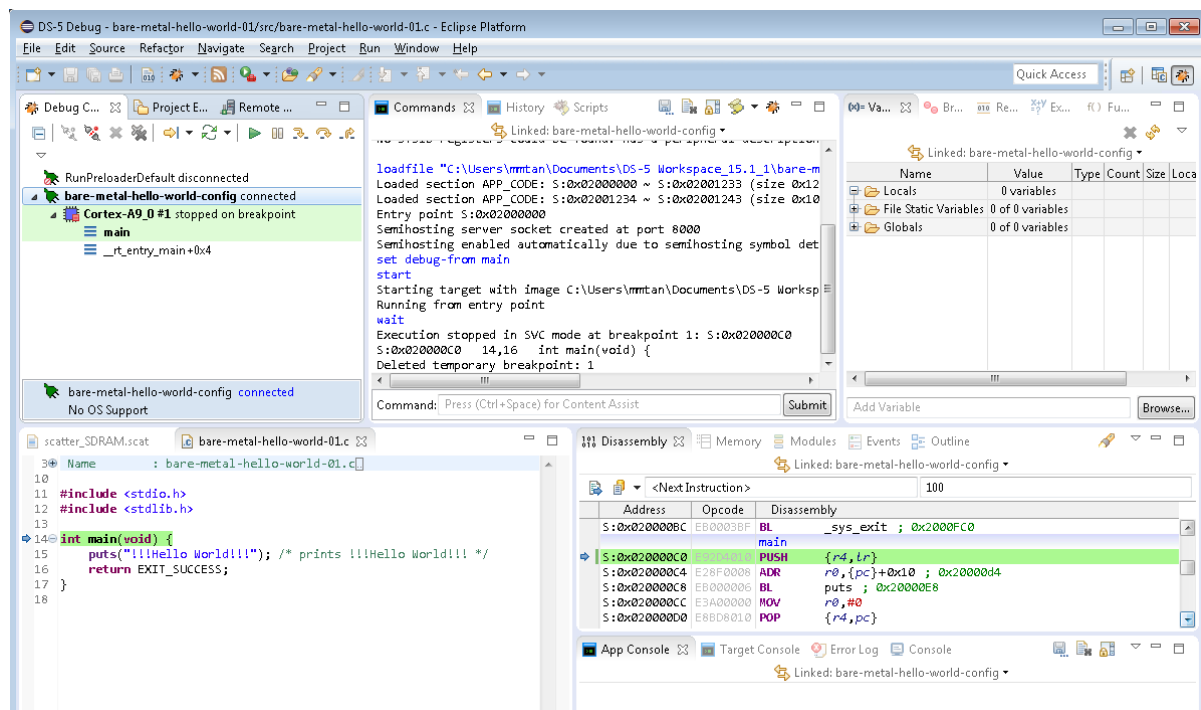 DS-5 Debug - bare-metal-hello-world-01/src/bare-metal-hello-world-01.c - Eclipse Platform
File Edit Source Refactor Navigate Search Project Run Window Help
Quick Access
Debug C... Project E... Remote ...
RunPreloaderDefault disconnected
bare-metal-hello-world-config connected
Cortex-A9_0 #1 stopped on breakpoint
main
__rt_entry_main+0x4
bare-metal-hello-world-config connected
No OS Support
Commands History Scripts
Linked: bare-metal-hello-world-config
loadfile "C:\Users\mmtan\Documents\DS-5 Workspace_15.1_1\bare-m
Loaded section APP_CODE: S:0x02000000 ~ S:0x02001233 (size 0x12
Loaded section APP_CODE: S:0x02001234 ~ S:0x02001243 (size 0x10
Entry point S:0x02000000
Semihosting server socket created at port 8000
Semihosting enabled automatically due to semihosting symbol det
set debug-from main
start
Starting target with image C:\Users\mmtan\Documents\DS-5 Worksp
Running from entry point
wait
Execution stopped in SVC mode at breakpoint 1: S:0x020000C0
S:0x020000C0 14,16 int main(void) {
Deleted temporary breakpoint: 1
Command: Press (Ctrl+Space) for Content Assist Submit
(x)= Va... Br... Re... Ex... f() Fu...
Linked: bare-metal-hello-world-config
Name Value Type Count Size Loca
Locals 0 variables
File Static Variables 0 of 0 variables
Globals 0 of 0 variables
Add Variable Browse...
scatter_SDRAM.scat bare-metal-hello-world-01.c
3 Name : bare-metal-hello-world-01.c
10
11 #include <stdio.h>
12 #include <stdlib.h>
13
14 int main(void) {
15 puts("!!!Hello World!!!"); /* prints !!!Hello World!!! */
16 return EXIT_SUCCESS;
17 }
18
Disassembly Memory Modules Events Outline
Linked: bare-metal-hello-world-config
<Next Instruction> 100
Address Opcode Disassembly
S:0x020000BC EB0003BF BL _sys_exit ; 0x2000FC0
main
S:0x020000C0 E92D4010 PUSH {r4,lr}
S:0x020000C4 E28F0008 ADR r0,{pc}+0x10 ; 0x20000d4
S:0x020000C8 EB000006 BL puts ; 0x20000E8
S:0x020000CC E3A00000 MOV r0,#0
S:0x020000D0 E8BD8010 POP {r4,pc}
App Console Target Console Error Log Console
Linked: bare-metal-hello-world-config